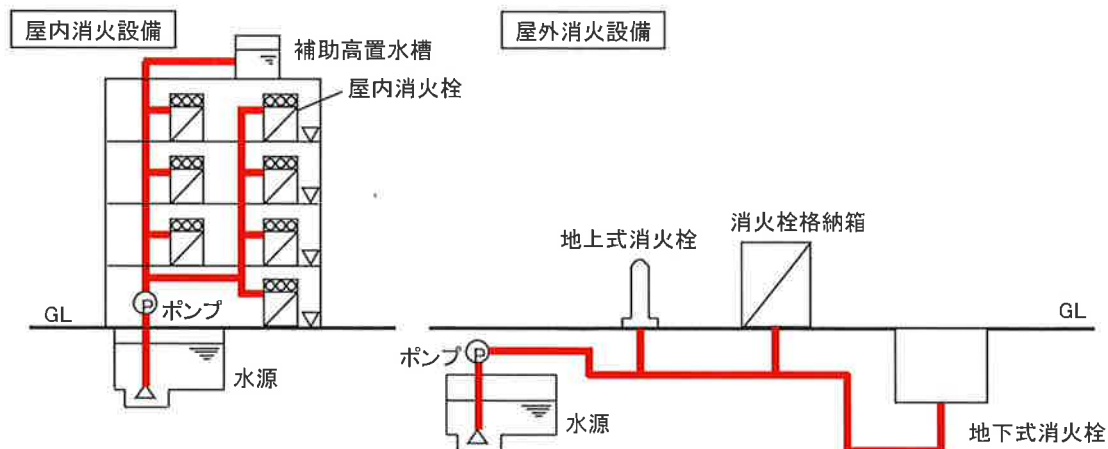 屋内消火設備
補助高置水槽
屋内消火栓
P
ポンプ
GL
水源
屋外消火設備
地上式消火栓
消火栓格納箱
GL
ポンプ
P
水源
地下式消火栓